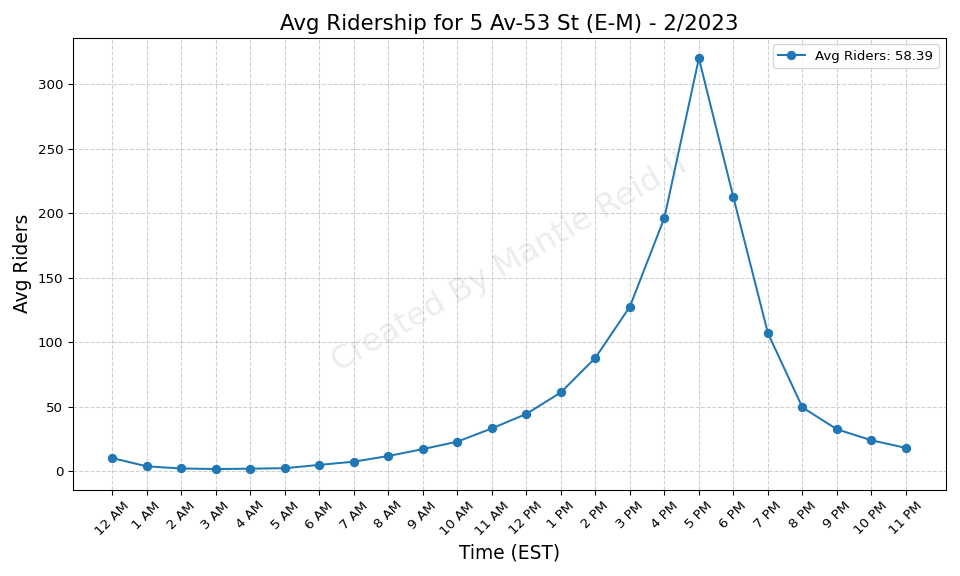 Avg Ridership for 5 Av-53 St (E-M) - 2/2023
Avg Riders: 58.39
Avg Riders
300
250
200
150
100
50
0
Created By Mantle Reid
12 AM
1 AM
2 AM
3 AM
4 AM
5 AM
6 AM
7 AM
8 AM
9 AM
10 AM
11 AM
12 PM
1 PM
2 PM
3 PM
4 PM
5 PM
6 PM
7 PM
8 PM
9 PM
10 PM
11 PM
Time (EST)